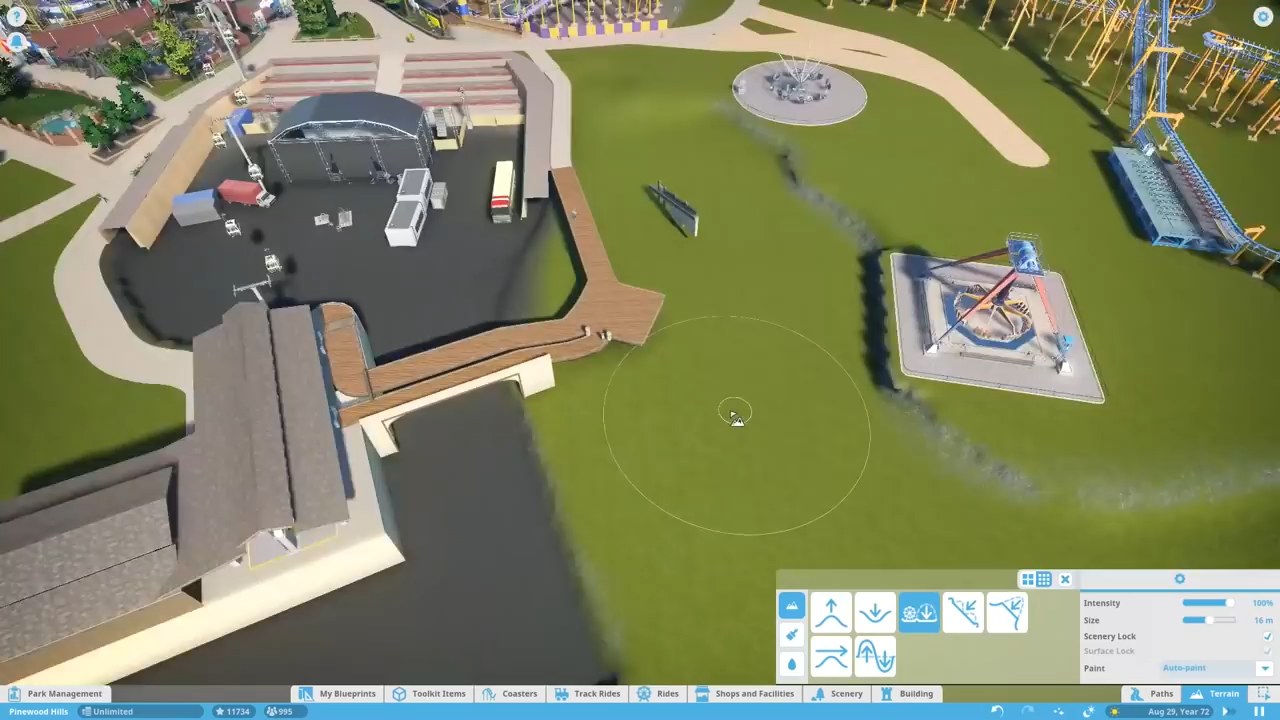 Intensity 100%
Size 16 m
Scenery Lock
Surface Lock
Paint Auto-paint
Park Management My Blueprints Toolkit Items Coasters Track Rides Rides Shops and Facilities Scenery Building Paths Terrain
Pinewood Hills Unlimited 11734 995 Aug 29, Year 72